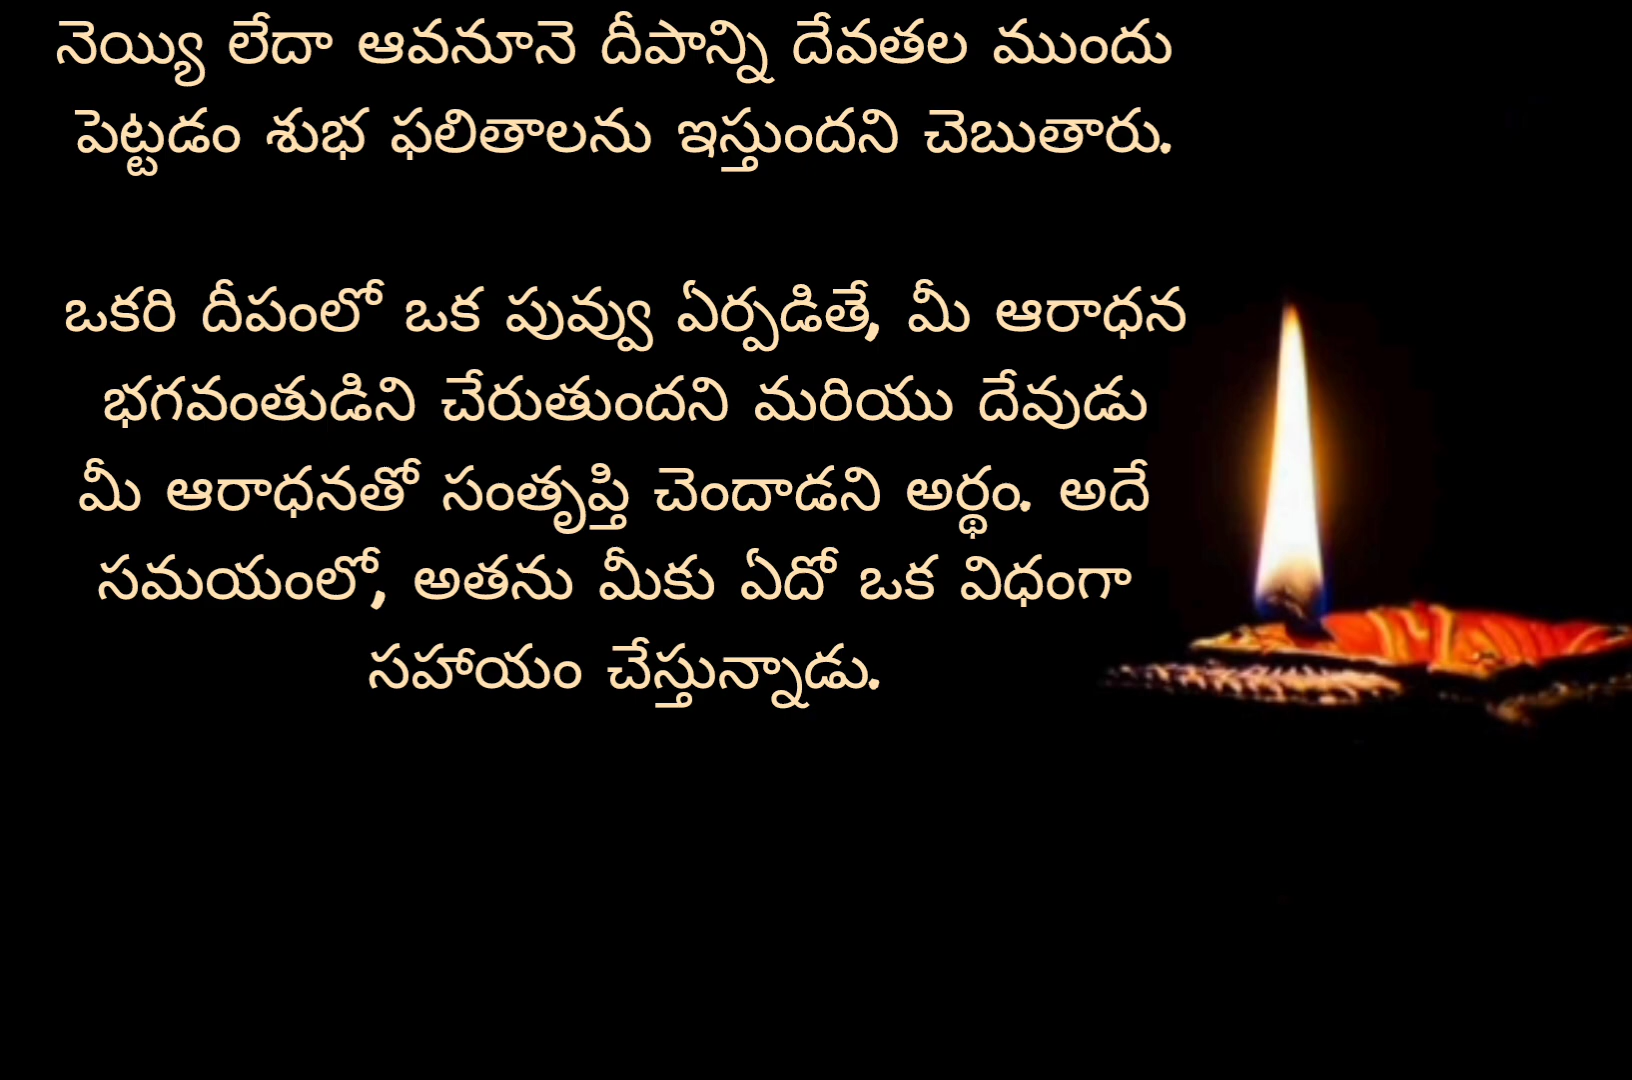 నెయ్యి లేదా ఆవనూనె దీపాన్ని దేవతల ముందు
పెట్టడం శుభ ఫలితాలను ఇస్తుందని చెబుతారు.
ఒకరి దీపంలో ఒక పువ్వు ఏర్పడితే, మీ ఆరాధన
భగవంతుడిని చేరుతుందని మరియు దేవుడు
మీ ఆరాధనతో సంతృప్తి చెందాడని అర్థం. అదే
సమయంలో, అతను మీకు ఏదో ఒక విధంగా
సహాయం చేస్తున్నాడు.